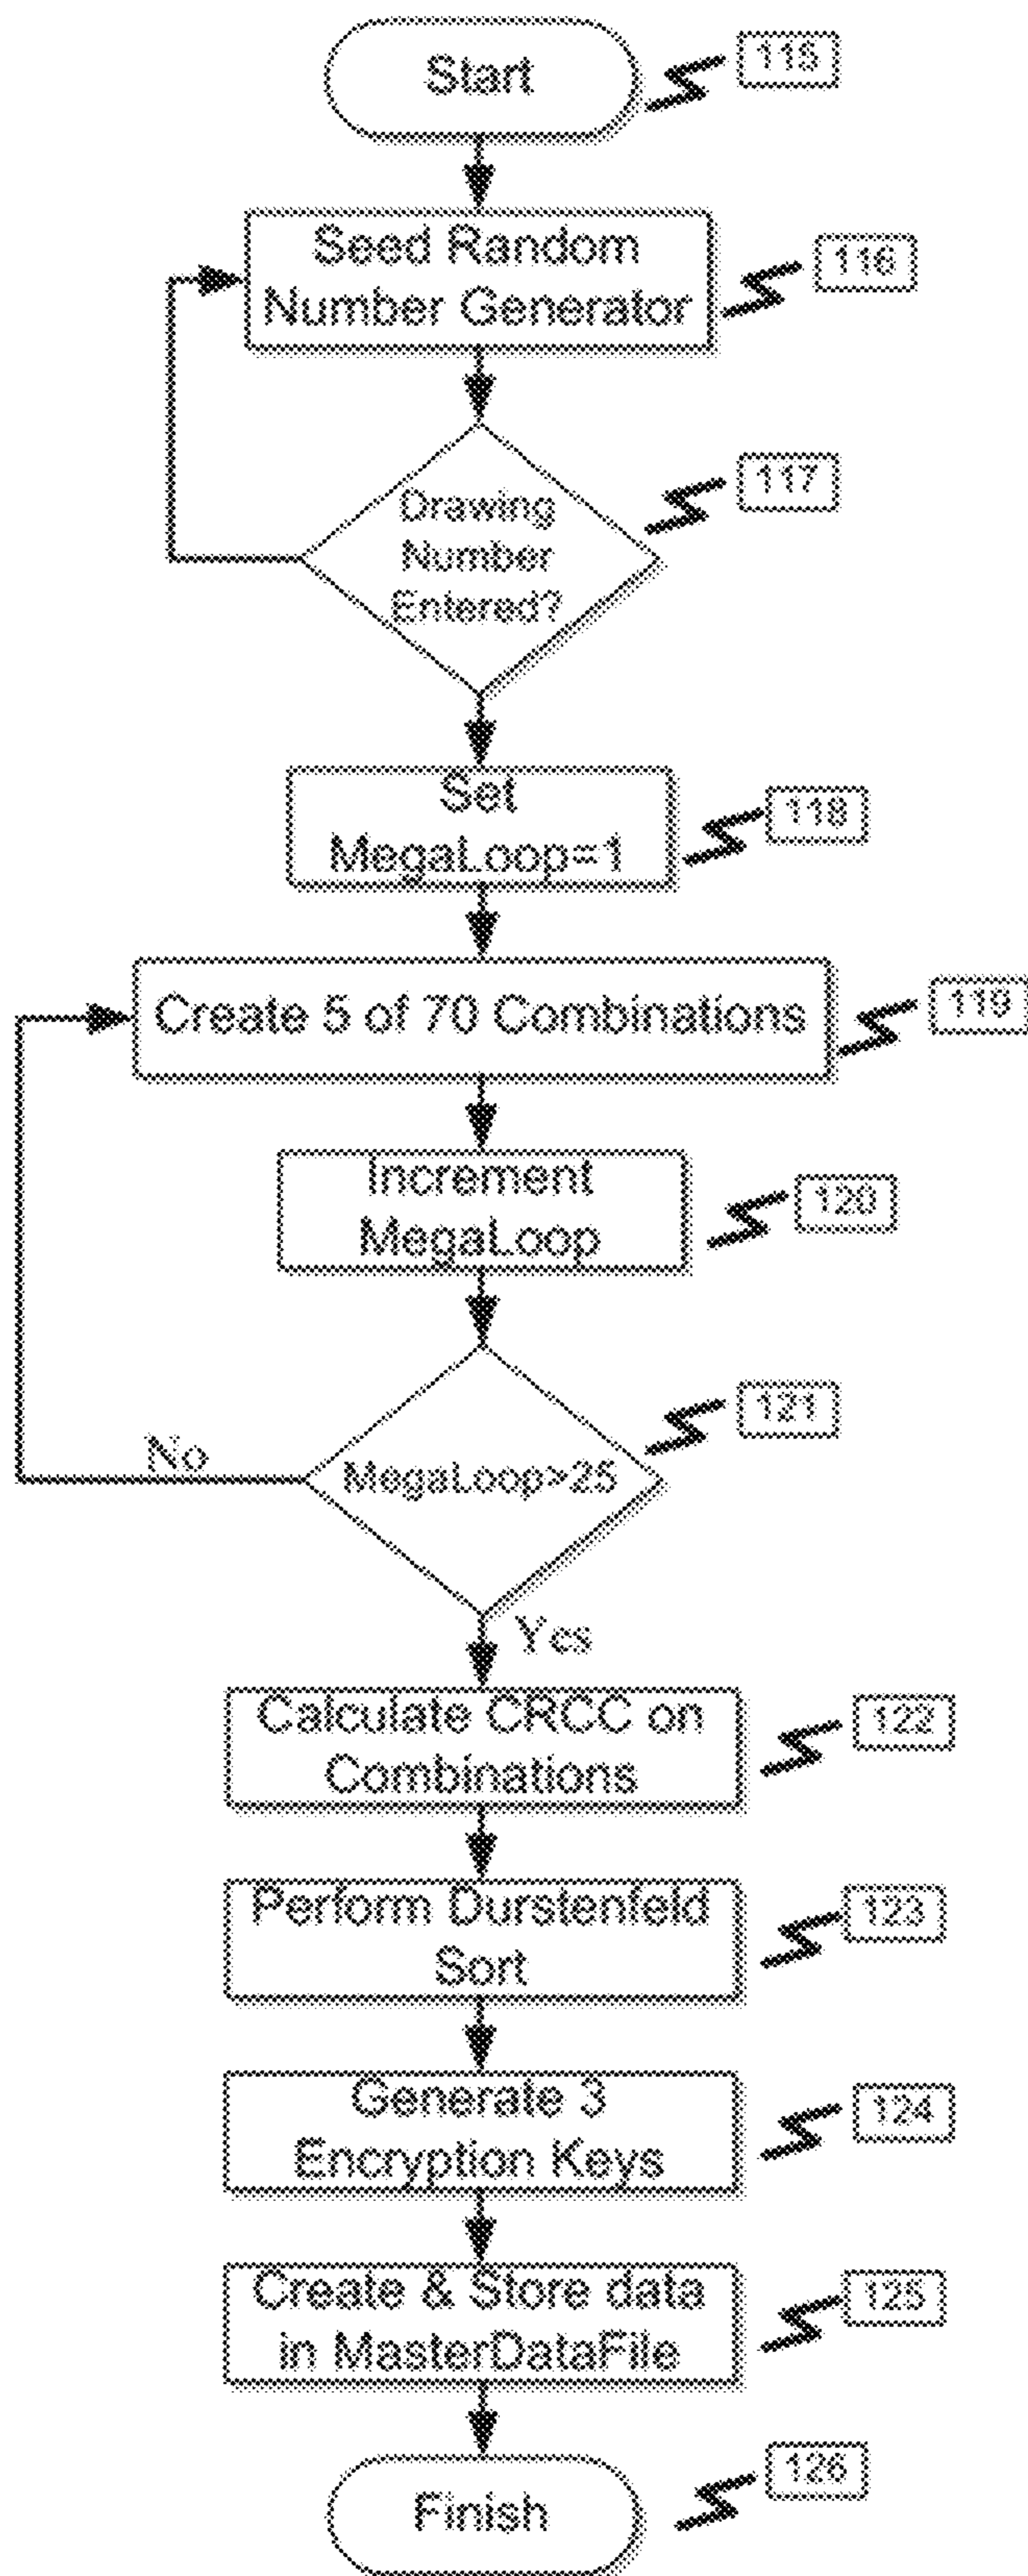 Start
115
Seed Random
Number Generator
116
Drawing
Number
Entered?
117
Set
MegaLoop=1
118
Create 5 of 70 Combinations
119
Increment
MegaLoop
120
MegaLoop>25
121
No
Yes
Calculate CRCC on
Combinations
122
Perform Durstenfeld
Sort
123
Generate 3
Encryption Keys
124
Create & Store data
in MasterDataFile
125
Finish
126